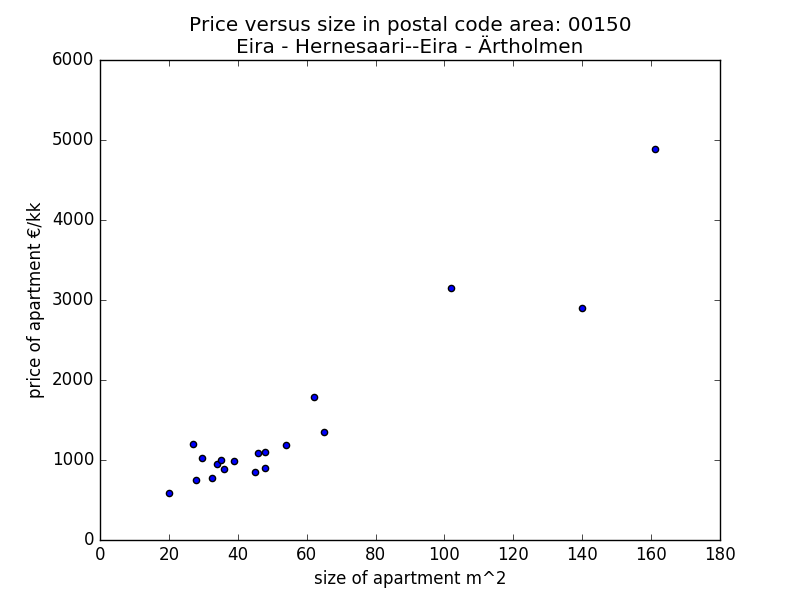 Price versus size in postal code area: 00150
Eira - Hernesaari--Eira - Ärtholmen
6000
5000
4000
3000
2000
1000
0
price of apartment €/kk
0 20 40 60 80 100 120 140 160 180
size of apartment m^2